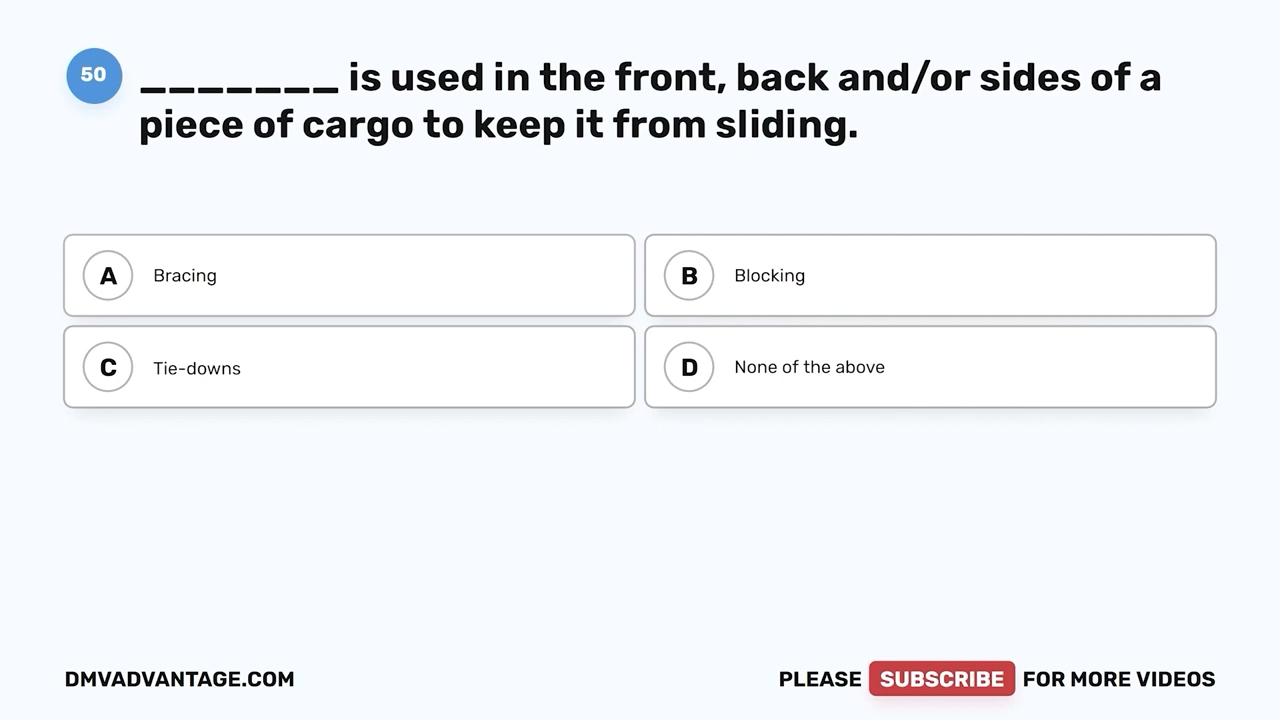 50
_______ is used in the front, back and/or sides of a
piece of cargo to keep it from sliding.
A Bracing
B Blocking
C Tie-downs
D None of the above
DMVADVANTAGE.COM
PLEASE SUBSCRIBE FOR MORE VIDEOS